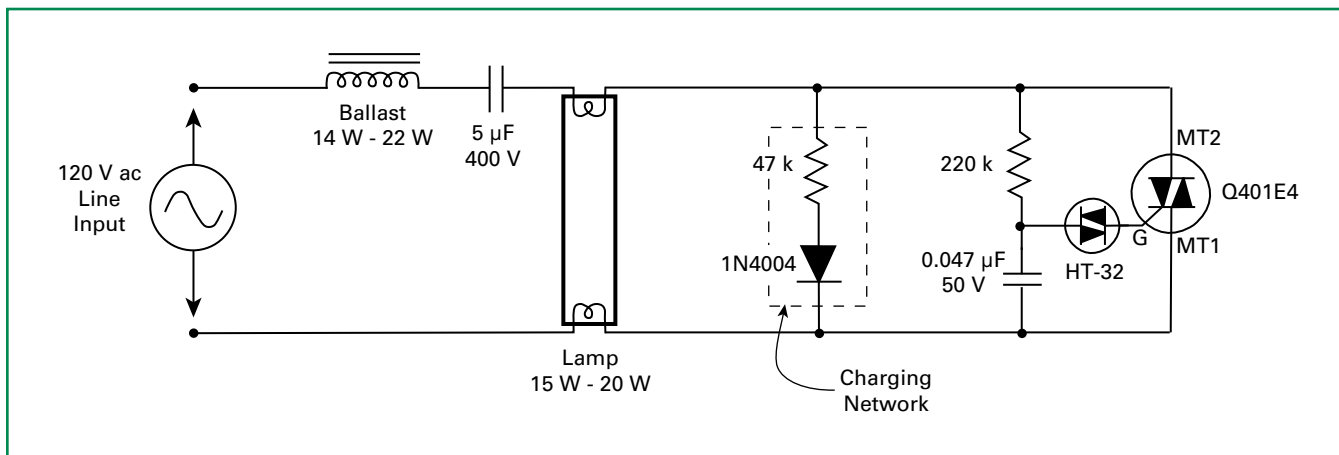 120 V ac
Line
Input
Ballast
14 W - 22 W
5 µF
400 V
Lamp
15 W - 20 W
47 k
1N4004
Charging
Network
220 k
0.047 µF
50 V
HT-32
G
MT2
Q401E4
MT1